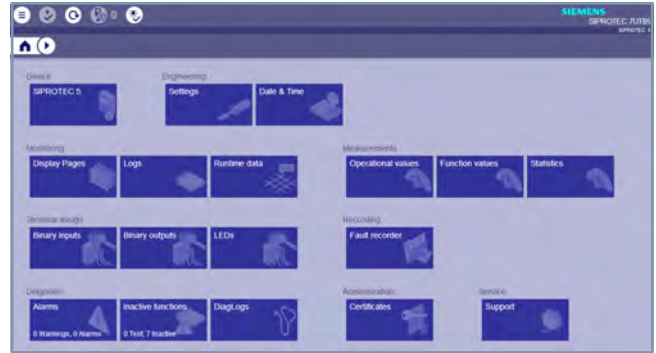 0
SIEMENS
SIPROTEC 7UT85
SIPROTEC 5
Device
Engineering
SIPROTEC 5
Settings
Date & Time
Monitoring
Measurements
Display Pages
Logs
Runtime data
Operational values
Function values
Statistics
Terminal assign
Recording
Binary inputs
Binary outputs
LEDs
Fault recorder
Diagnosis
Administration
Service
Alarms
Inactive functions
DiagLogs
Certificates
Support
0 Warnings, 0 Alarms
0 Test, 7 Inactive